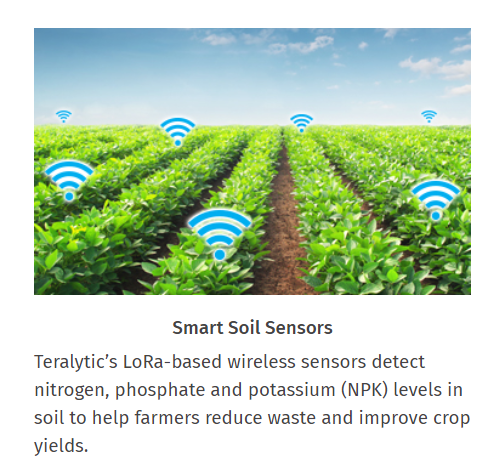 Smart Soil Sensors
Teralytic’s LoRa-based wireless sensors detect
nitrogen, phosphate and potassium (NPK) levels in
soil to help farmers reduce waste and improve crop
yields.